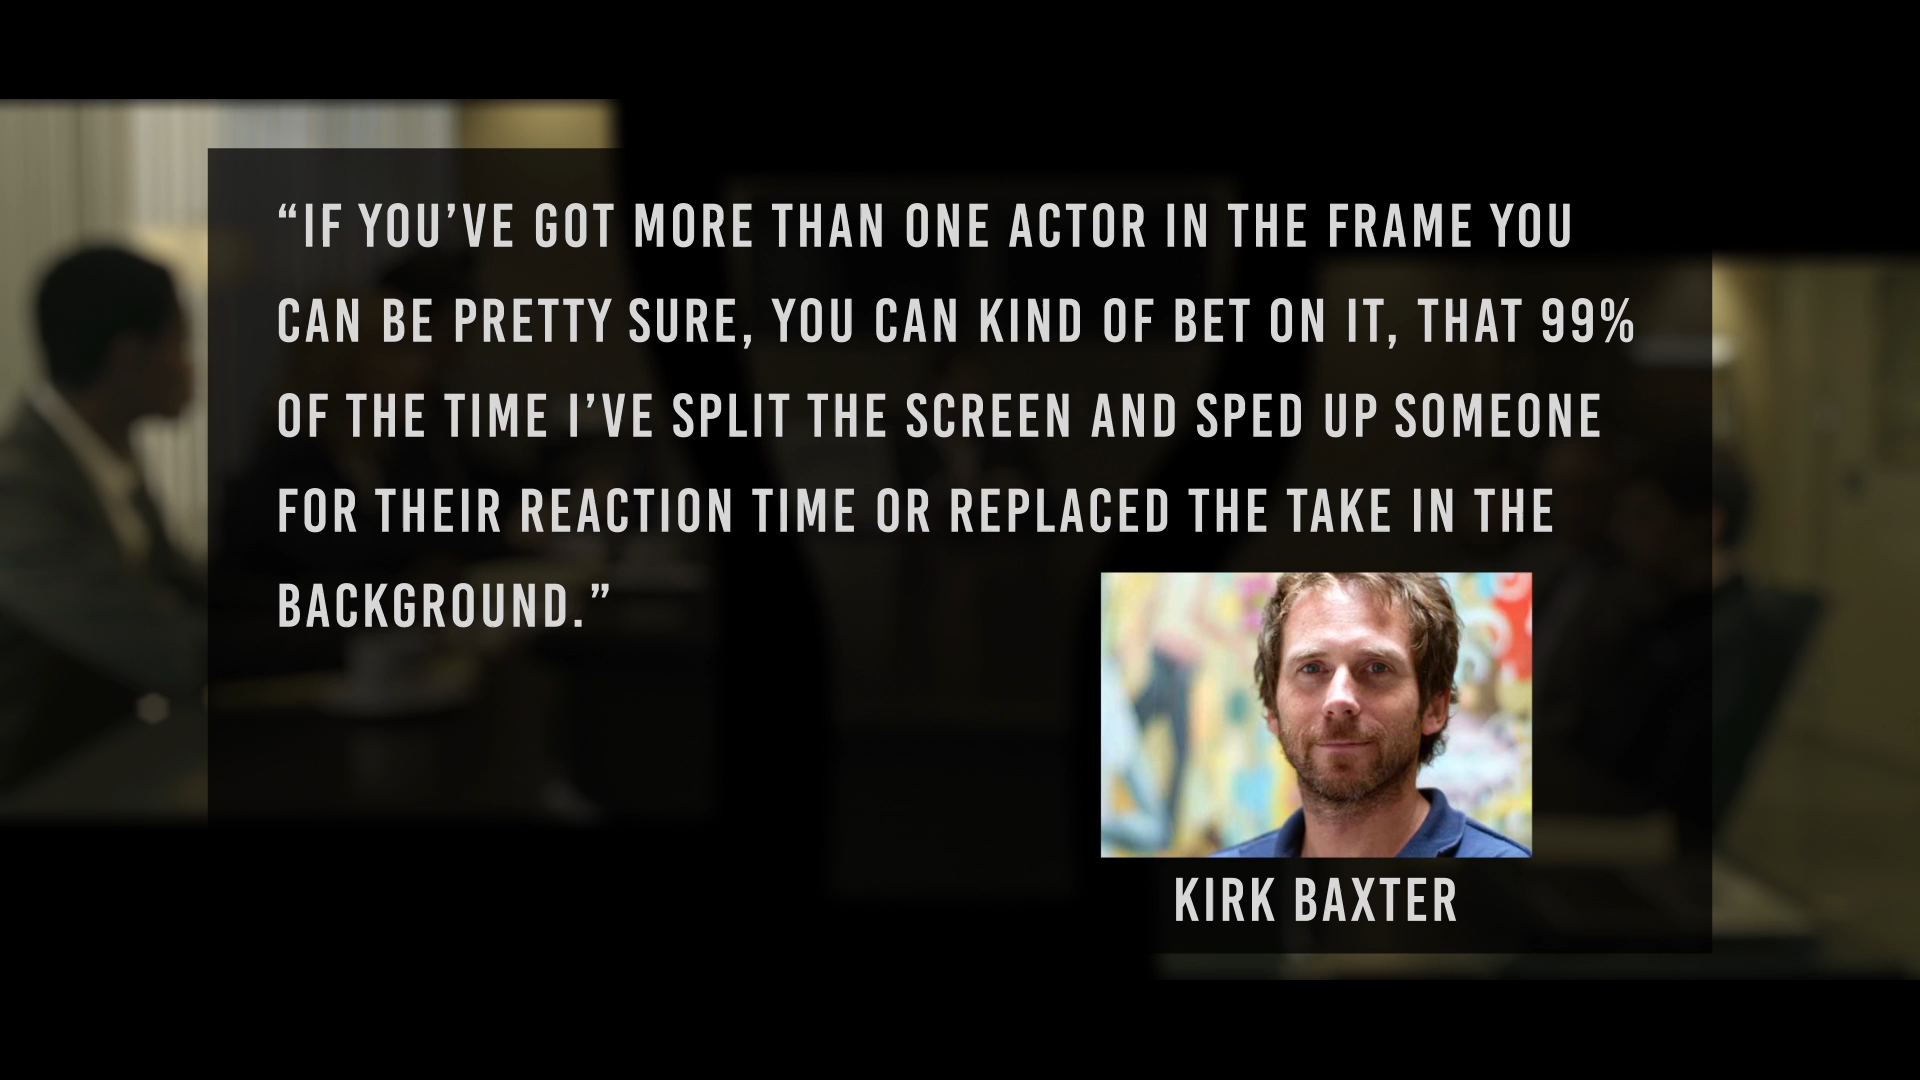 “IF YOU’VE GOT MORE THAN ONE ACTOR IN THE FRAME YOU
CAN BE PRETTY SURE, YOU CAN KIND OF BET ON IT, THAT 99%
OF THE TIME I’VE SPLIT THE SCREEN AND SPED UP SOMEONE
FOR THEIR REACTION TIME OR REPLACED THE TAKE IN THE
BACKGROUND.”
KIRK BAXTER